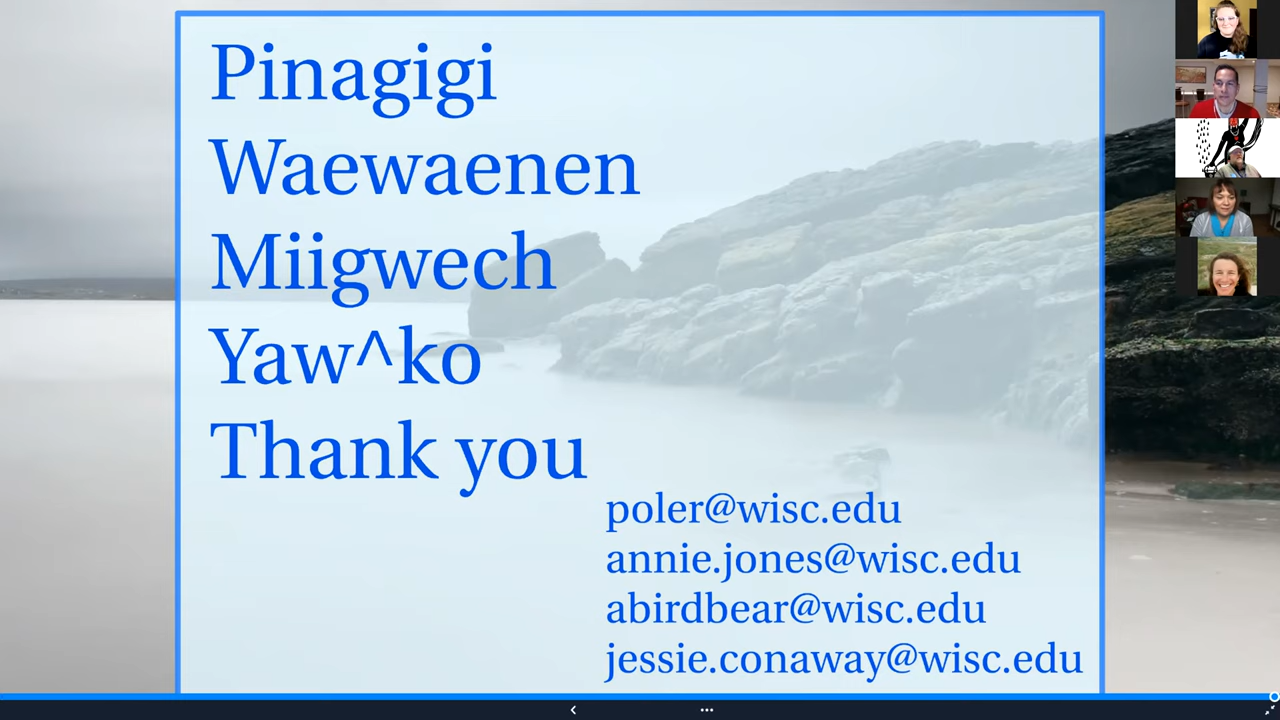 Pinagigi
Waewaenen
Miigwech
Yaw^ko
Thank you
poler@wisc.edu
annie.jones@wisc.edu
abirdbear@wisc.edu
jessie.conaway@wisc.edu